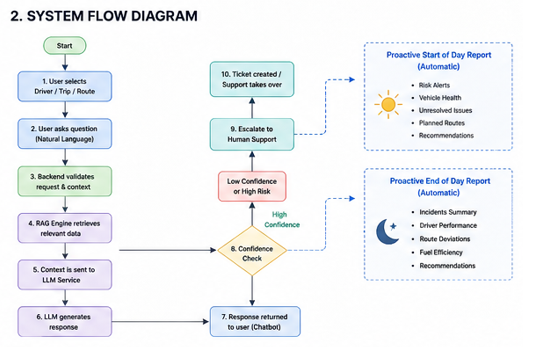 2. SYSTEM FLOW DIAGRAM
Start
1. User selects
Driver / Trip / Route
2. User asks question
(Natural Language)
3. Backend validates
request & context
4. RAG Engine retrieves
relevant data
5. Context is sent to
LLM Service
6. LLM generates
response
10. Ticket created /
Support takes over
9. Escalate to
Human Support
Low Confidence
or High Risk
High
Confidence
8. Confidence
Check
7. Response returned
to user (Chatbot)
Proactive Start of Day Report
(Automatic)
• Risk Alerts
• Vehicle Health
• Unresolved Issues
• Planned Routes
• Recommendations
Proactive End of Day Report
(Automatic)
• Incidents Summary
• Driver Performance
• Route Deviations
• Fuel Efficiency
• Recommendations